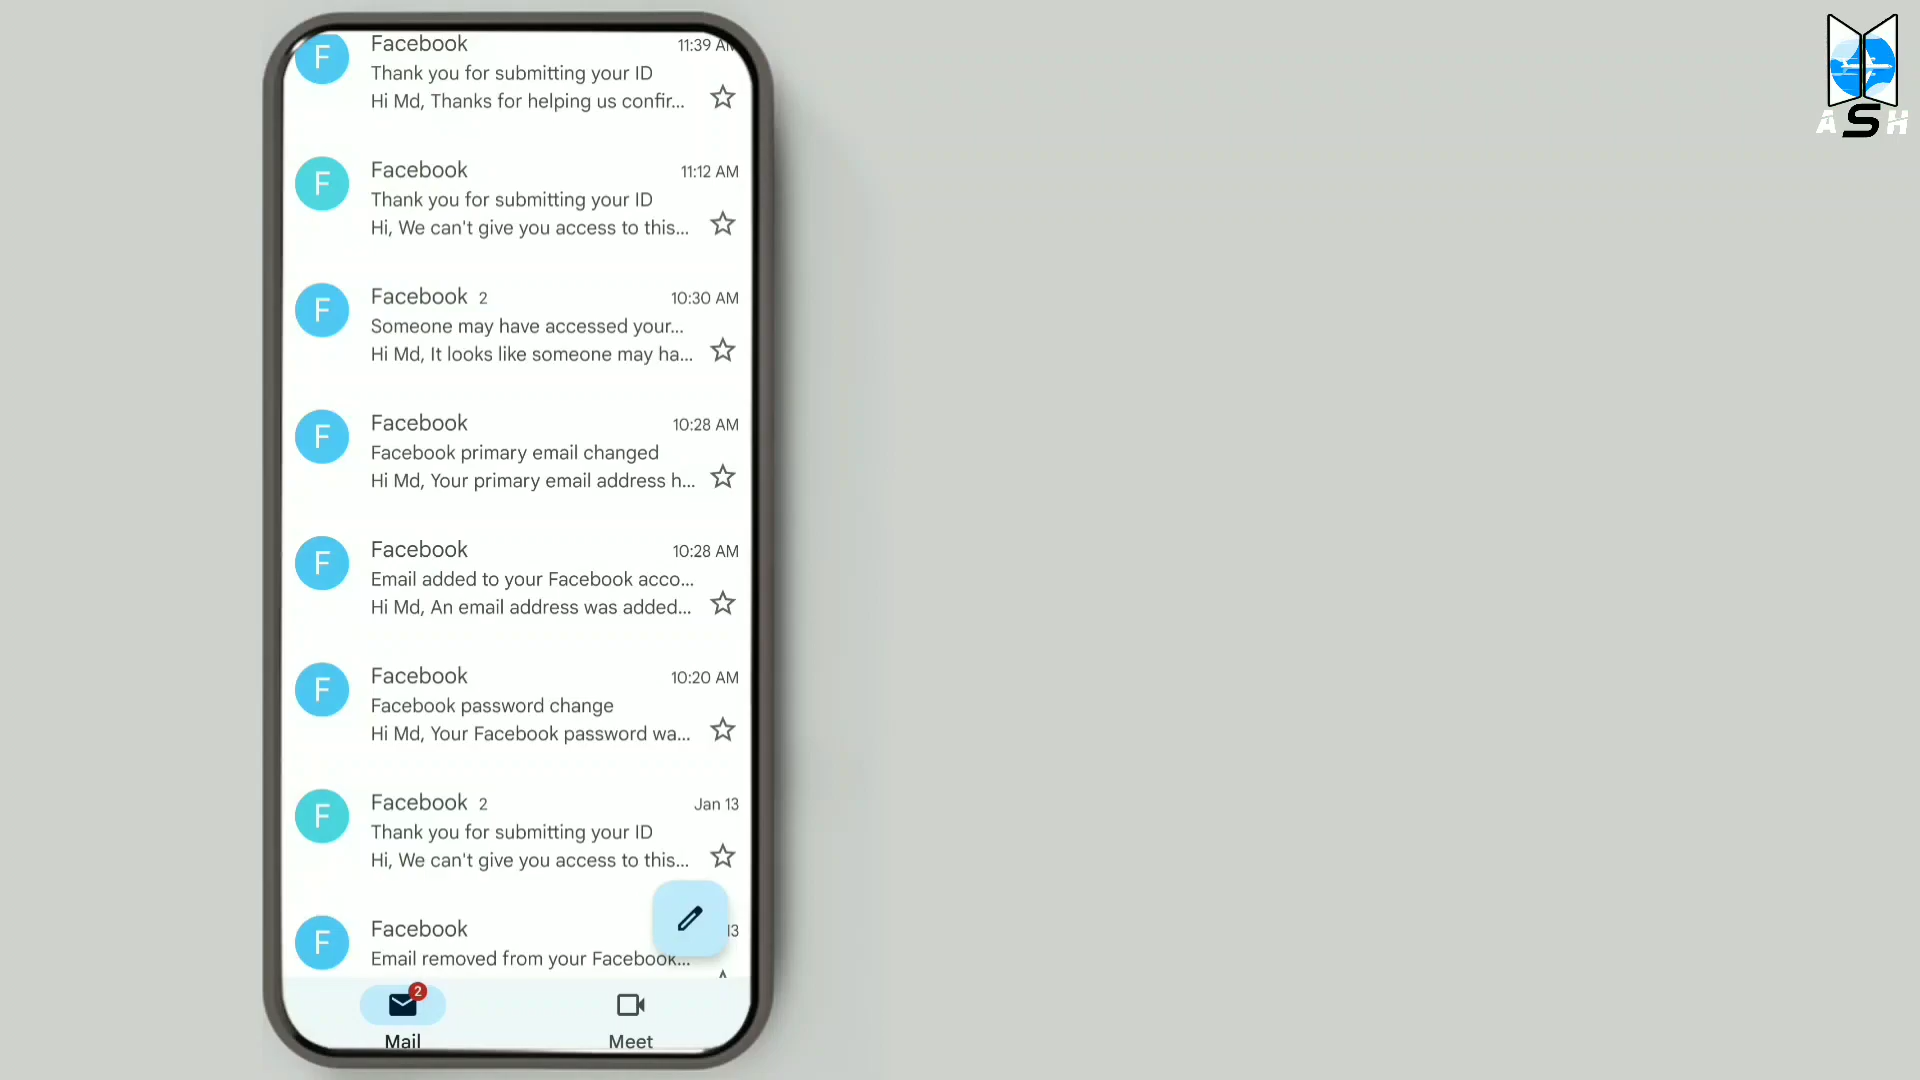 F
Facebook
11:39 AM
Thank you for submitting your ID
Hi Md, Thanks for helping us confir...
F
Facebook
11:12 AM
Thank you for submitting your ID
Hi, We can't give you access to this...
F
Facebook 2
10:30 AM
Someone may have accessed your...
Hi Md, It looks like someone may ha...
F
Facebook
10:28 AM
Facebook primary email changed
Hi Md, Your primary email address h...
F
Facebook
10:28 AM
Email added to your Facebook acco...
Hi Md, An email address was added...
F
Facebook
10:20 AM
Facebook password change
Hi Md, Your Facebook password wa...
F
Facebook 2
Jan 13
Thank you for submitting your ID
Hi, We can't give you access to this...
F
Facebook
13
Email removed from your Facebook...
2
Mail
Meet
ASH